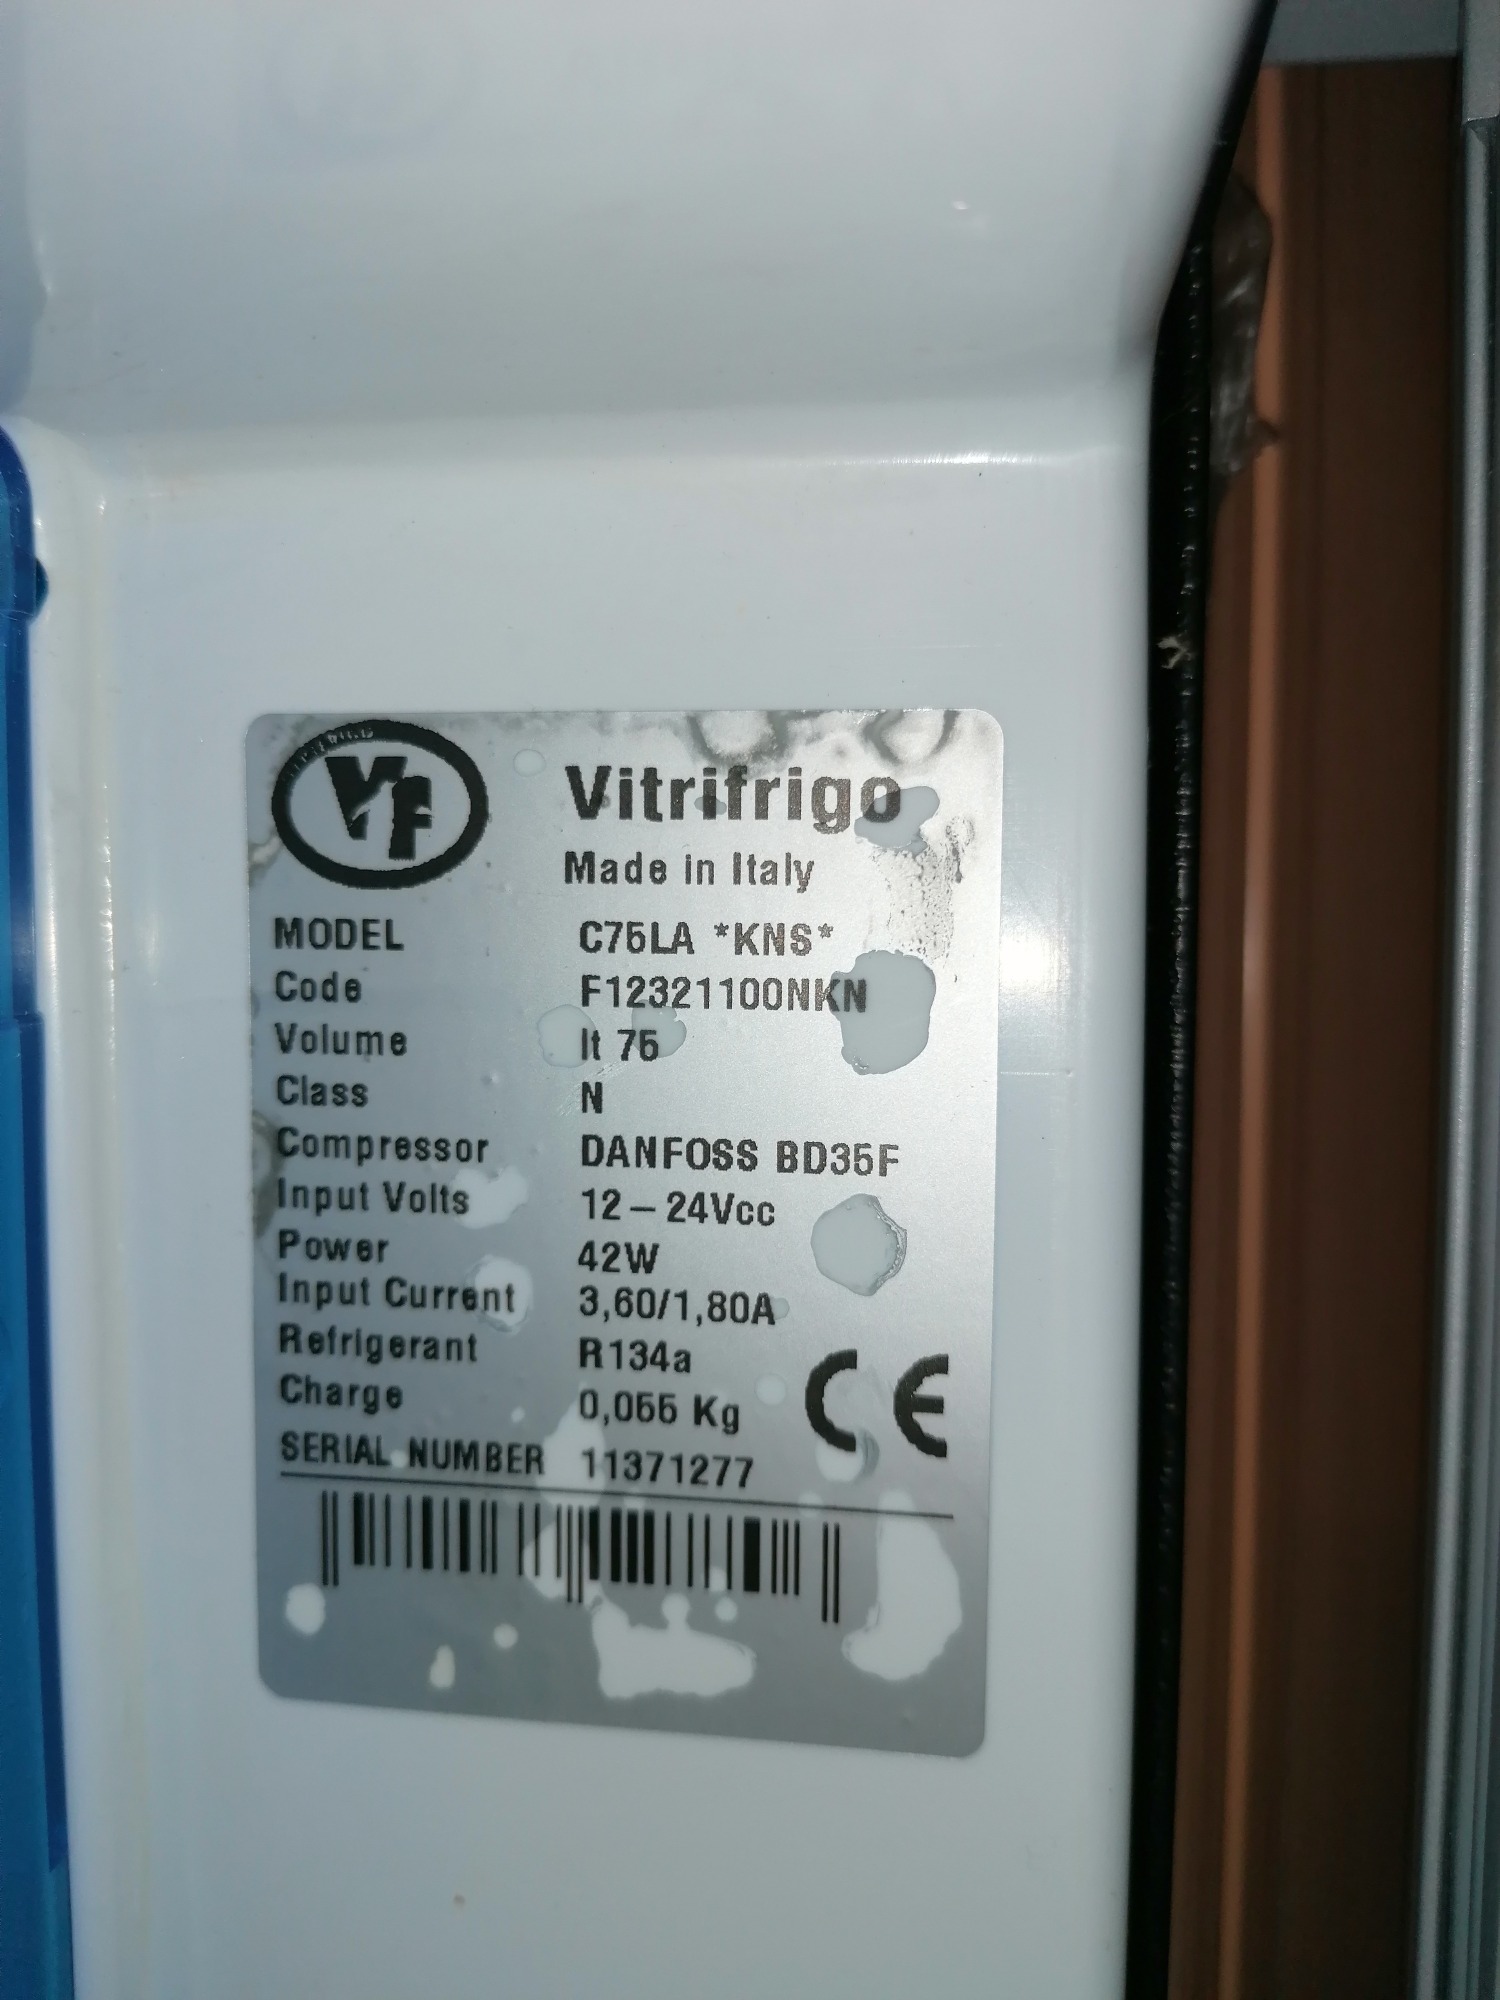 VF
Vitrifrigo
Made in Italy
MODEL C75LA *KNS*
Code F12321100NKN
Volume lt 75
Class N
Compressor DANFOSS BD35F
Input Volts 12 – 24Vcc
Power 42W
Input Current 3,60/1,80A
Refrigerant R134a
Charge 0,055 Kg
CE
SERIAL NUMBER 11371277